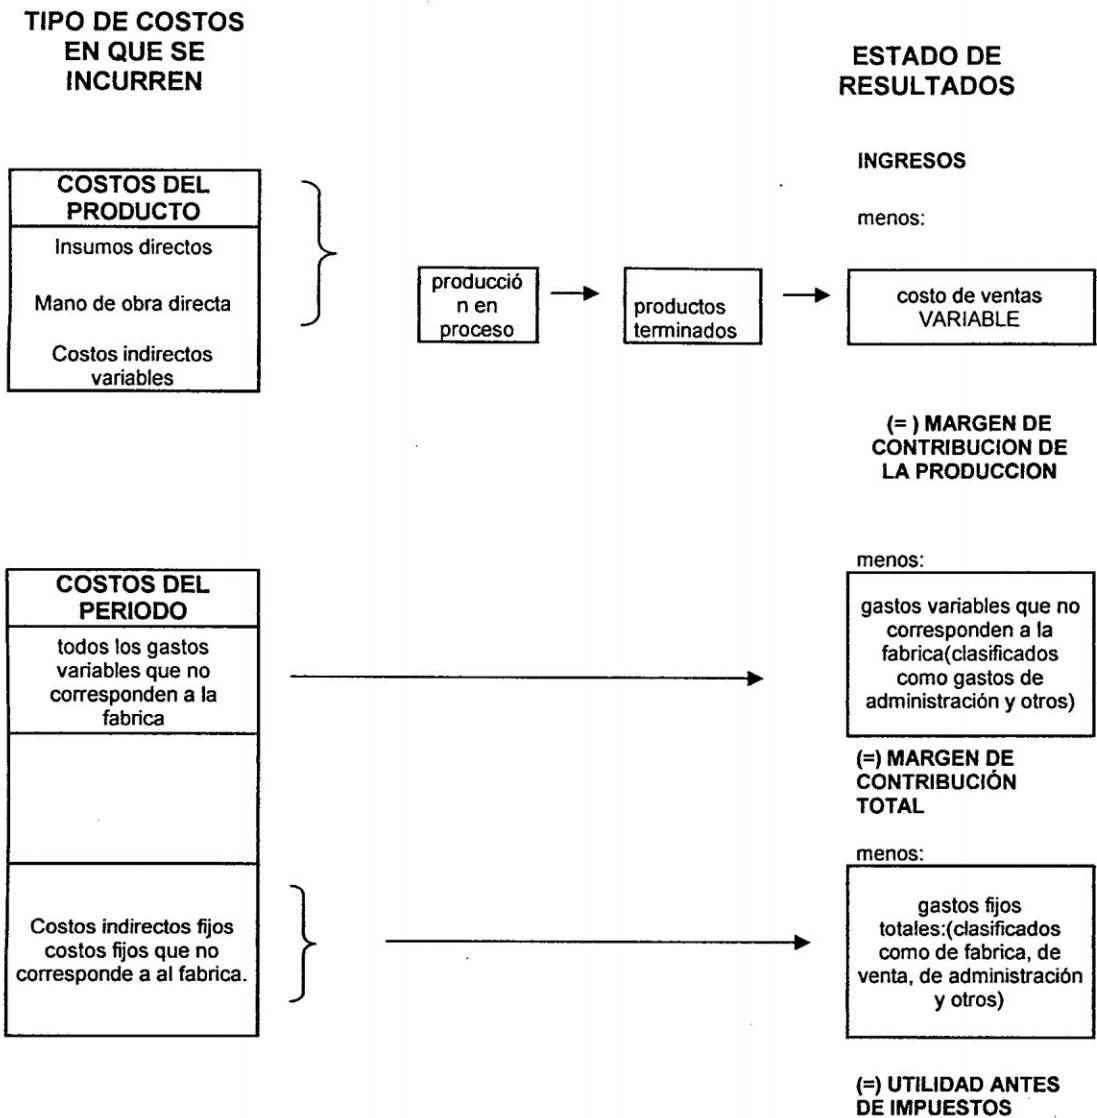 TIPO DE COSTOS
EN QUE SE
INCURREN
ESTADO DE
RESULTADOS
INGRESOS
menos:
COSTOS DEL
PRODUCTO
Insumos directos
Mano de obra directa
Costos indirectos
variables
producció
n en
proceso
productos
terminados
costo de ventas
VARIABLE
(= ) MARGEN DE
CONTRIBUCION DE
LA PRODUCCION
COSTOS DEL
PERIODO
todos los gastos
variables que no
corresponden a la
fabrica
menos:
gastos variables que no
corresponden a la
fabrica(clasificados
como gastos de
administración y otros)
(=) MARGEN DE
CONTRIBUCIÓN
TOTAL
menos:
Costos indirectos fijos
costos fijos que no
corresponde a al fabrica.
gastos fijos
totales:(clasificados
como de fabrica, de
venta, de administración
y otros)
(=) UTILIDAD ANTES
DE IMPUESTOS